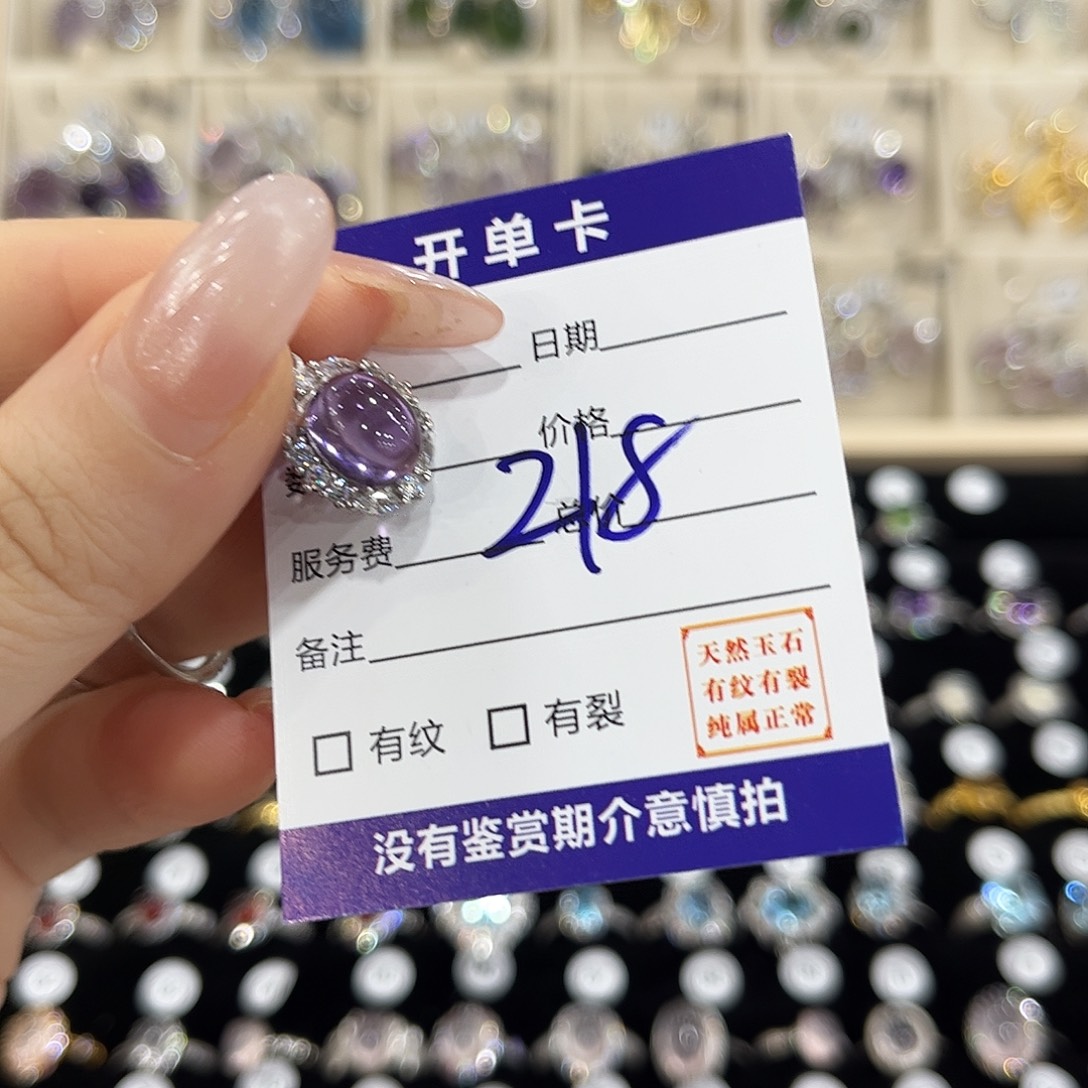 开单卡
日期
价格
218
总价
服务费
备注
有纹 有裂
天然玉石
有纹有裂
纯属正常
没有鉴赏期介意慎拍